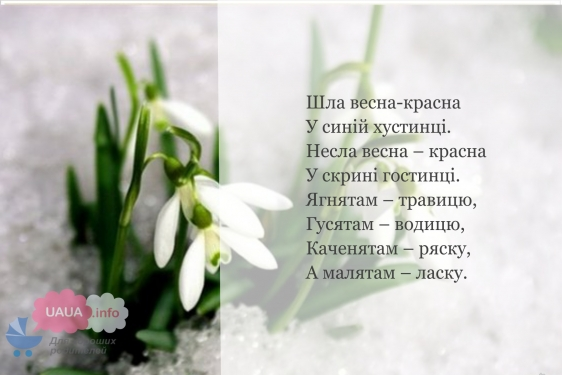 Шла весна-красна
У синій хустинці.
Несла весна – красна
У скрині гостинці.
Ягнятам – травицю,
Гусятам – водицю,
Каченятам – ряску,
А малятам – ласку.
UAUA.info